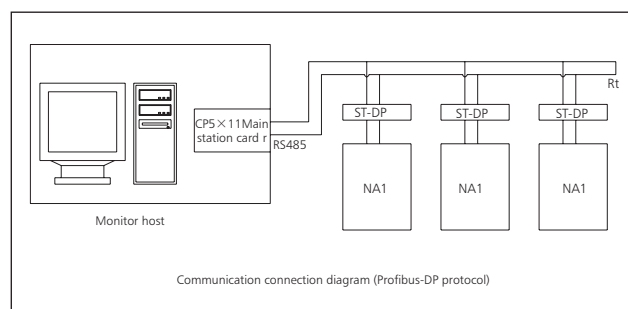 CP5×11Main
station card r
RS485
Rt
ST-DP
ST-DP
ST-DP
NA1
NA1
NA1
Monitor host
Communication connection diagram (Profibus-DP protocol)